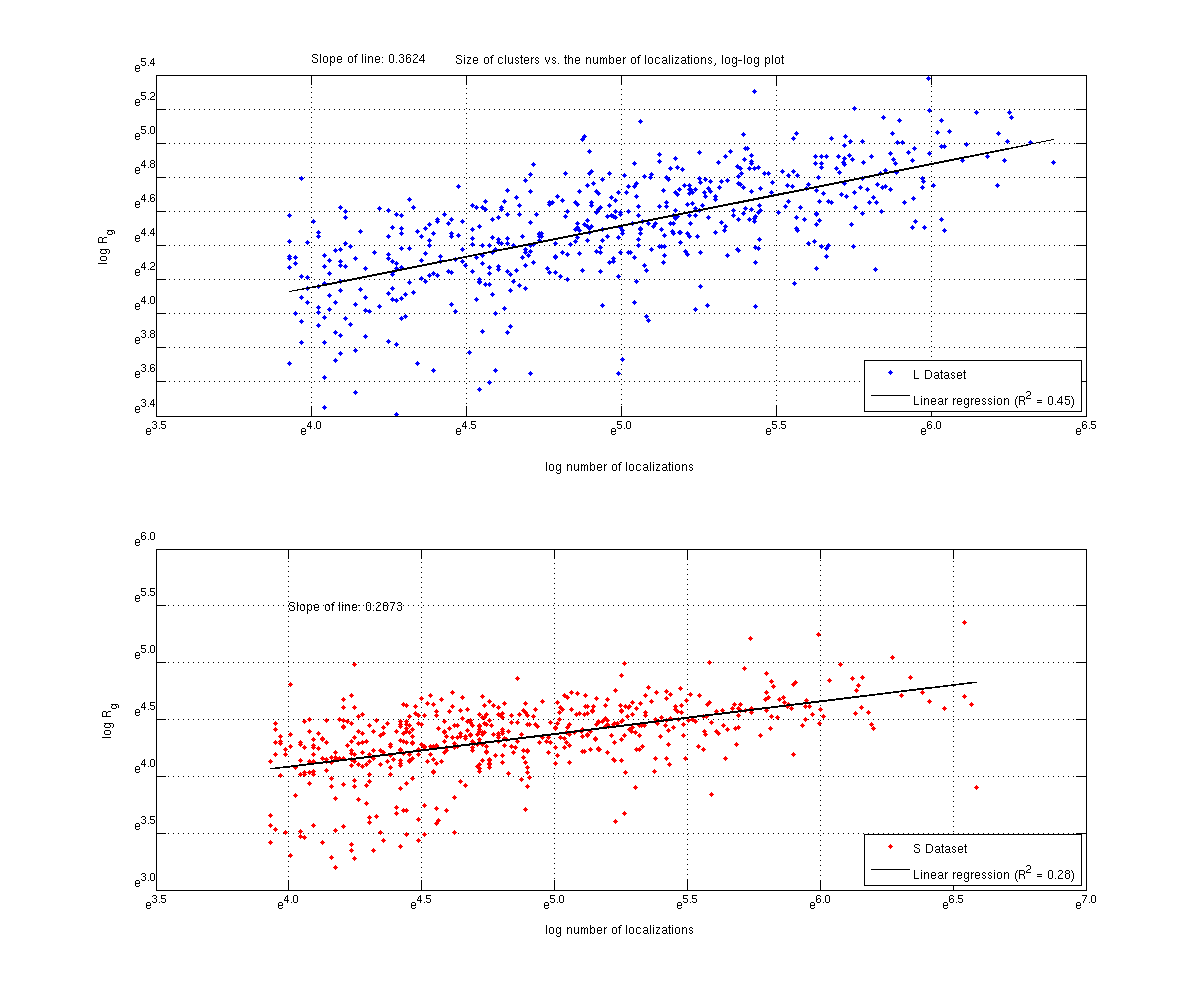 Slope of line: 0.3624 Size of clusters vs. the number of localizations, log-log plot
e5.4
e5.2
e5.0
e4.8
e4.6
e4.4
e4.2
e4.0
e3.8
e3.6
e3.4
log Rg
L Dataset
Linear regression (R2 = 0.45)
e3.5 e4.0 e4.5 e5.0 e5.5 e6.0 e6.5
log number of localizations
e6.0
e5.5
e5.0
e4.5
e4.0
e3.5
e3.0
Slope of line: 0.2873
log Rg
S Dataset
Linear regression (R2 = 0.28)
e3.5 e4.0 e4.5 e5.0 e5.5 e6.0 e6.5 e7.0
log number of localizations